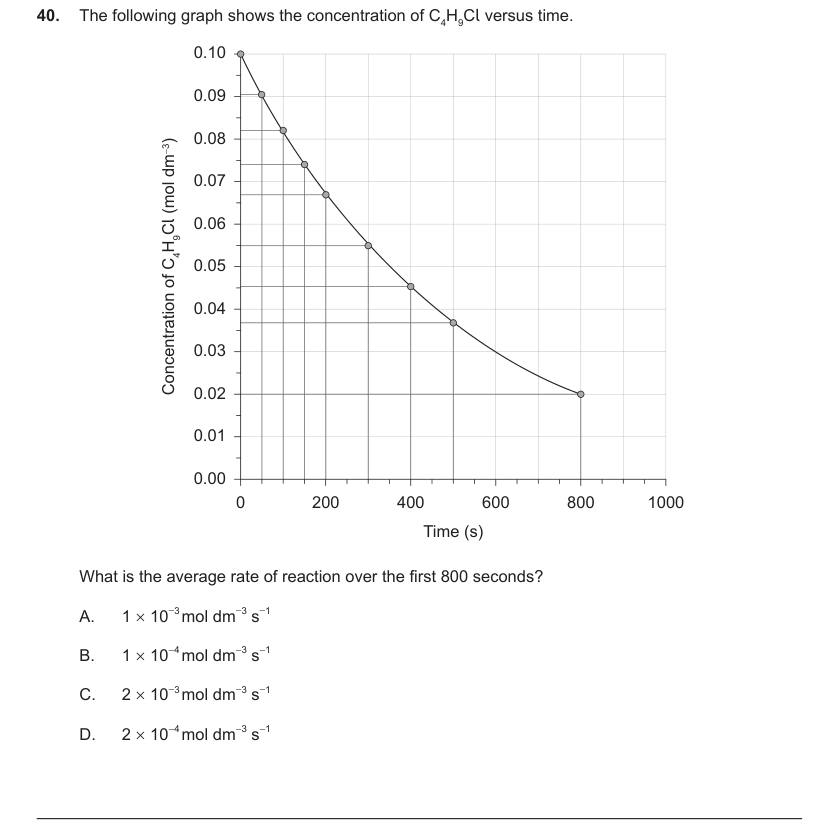 40. The following graph shows the concentration of C₄H₉Cl versus time.
0.10
0.09
0.08
0.07
0.06
0.05
0.04
0.03
0.02
0.01
0.00
Concentration of C₄H₉Cl (mol dm⁻³)
0 200 400 600 800 1000
Time (s)
What is the average rate of reaction over the first 800 seconds?
A. 1 × 10⁻³ mol dm⁻³ s⁻¹
B. 1 × 10⁻⁴ mol dm⁻³ s⁻¹
C. 2 × 10⁻³ mol dm⁻³ s⁻¹
D. 2 × 10⁻⁴ mol dm⁻³ s⁻¹